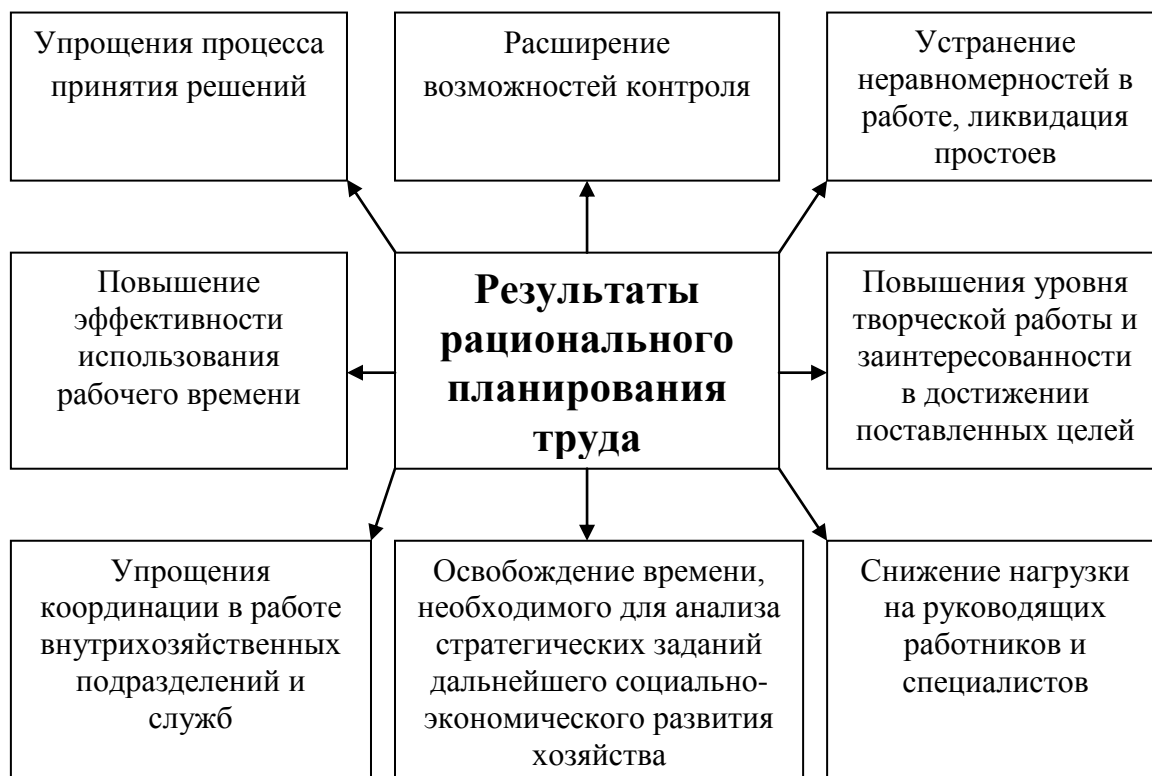 Упрощения процесса
принятия решений
Расширение
возможностей контроля
Устранение
неравномерностей в
работе, ликвидация
простоев
Повышение
эффективности
использования
рабочего времени
Результаты
рационального
планирования
труда
Повышения уровня
творческой работы и
заинтересованности
в достижении
поставленных целей
Упрощения
координации в работе
внутрихозяйственных
подразделений и
служб
Освобождение времени,
необходимого для анализа
стратегических заданий
дальнейшего социально-
экономического развития
хозяйства
Снижение нагрузки
на руководящих
работников и
специалистов